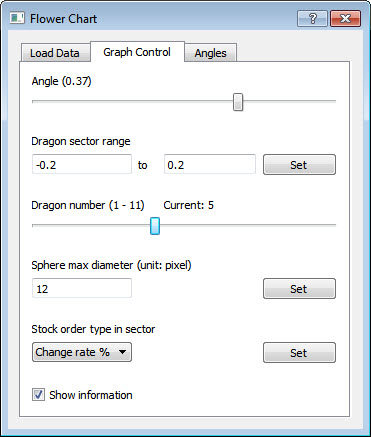 Flower Chart
Load Data Graph Control Angles
Angle (0.37)
Dragon sector range
-0.2 to 0.2 Set
Dragon number (1 - 11) Current: 5
Sphere max diameter (unit: pixel)
12 Set
Stock order type in sector
Change rate % Set
Show information